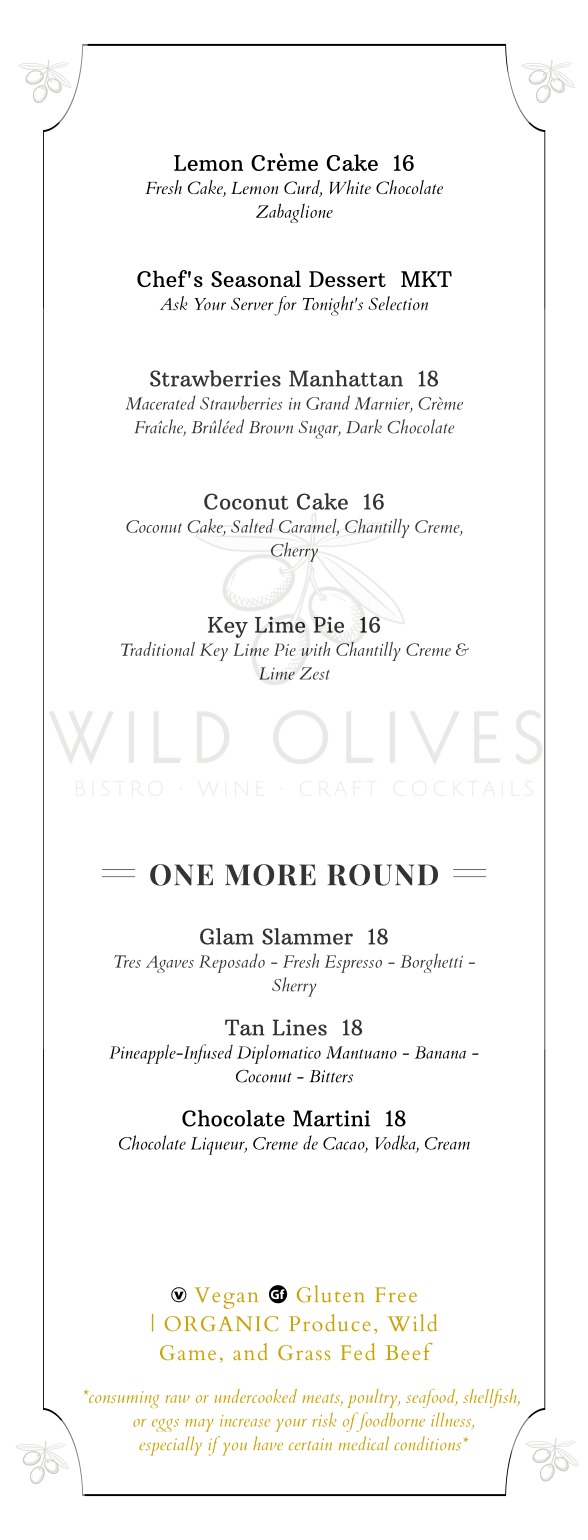 Lemon Crème Cake 16
Fresh Cake, Lemon Curd, White Chocolate
Zabaglione
Chef's Seasonal Dessert MKT
Ask Your Server for Tonight's Selection
Strawberries Manhattan 18
Macerated Strawberries in Grand Marnier, Crème
Fraîche, Brûléed Brown Sugar, Dark Chocolate
Coconut Cake 16
Coconut Cake, Salted Caramel, Chantilly Creme,
Cherry
Key Lime Pie 16
Traditional Key Lime Pie with Chantilly Creme &
Lime Zest
WILD OLIVES
BISTRO · WINE · CRAFT COCKTAILS
ONE MORE ROUND
Glam Slammer 18
Tres Agaves Reposado - Fresh Espresso - Borghetti -
Sherry
Tan Lines 18
Pineapple-Infused Diplomatico Mantuano - Banana -
Coconut - Bitters
Chocolate Martini 18
Chocolate Liqueur, Creme de Cacao, Vodka, Cream
V Vegan Gf Gluten Free
| ORGANIC Produce, Wild
Game, and Grass Fed Beef
*consuming raw or undercooked meats, poultry, seafood, shellfish,
or eggs may increase your risk of foodborne illness,
especially if you have certain medical conditions*